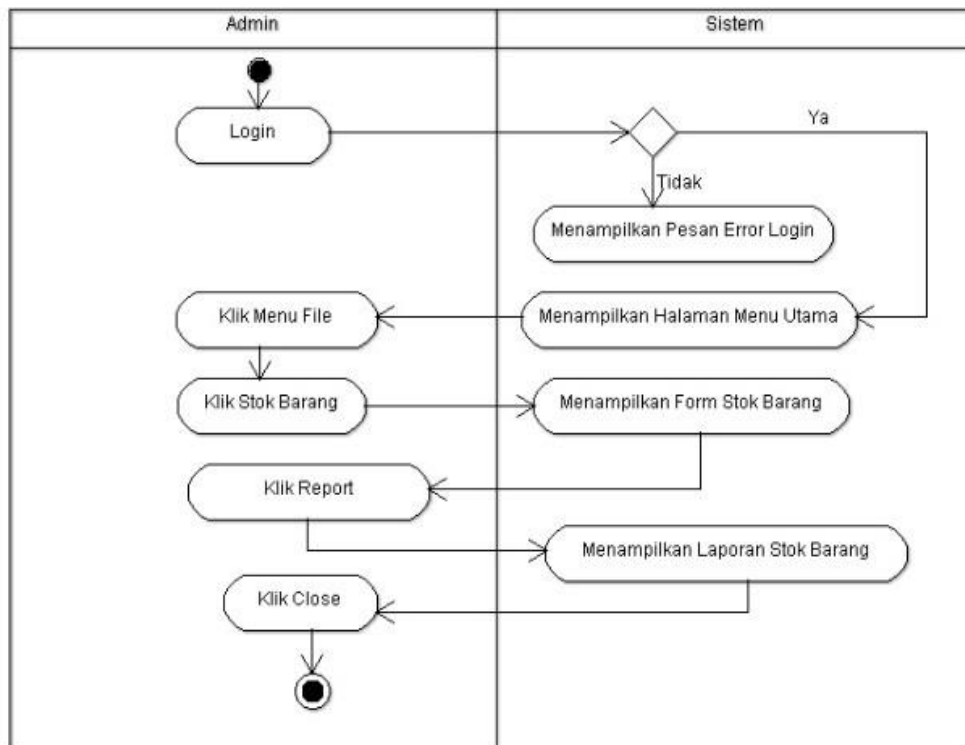 Admin
Sistem
Login
Ya
Tidak
Menampilkan Pesan Error Login
Klik Menu File
Menampilkan Halaman Menu Utama
Klik Stok Barang
Menampilkan Form Stok Barang
Klik Report
Menampilkan Laporan Stok Barang
Klik Close